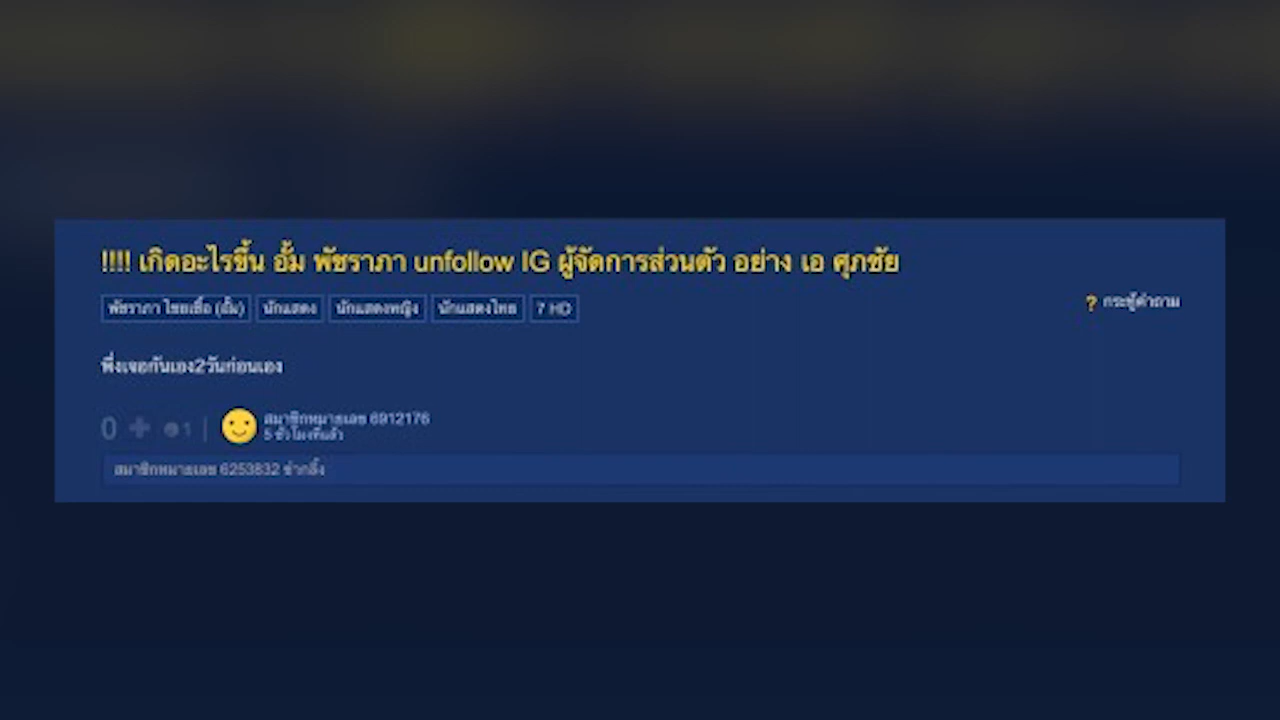 !!!! เกิดอะไรขึ้น อั้ม พัชราภา unfollow IG ผู้จัดการส่วนตัว อย่าง เอ ศุภชัย
พัชราภา ไชยเชื้อ (อั้ม) นักแสดง นักแสดงหญิง นักแสดงไทย 7 HD
? กระทู้คำถาม
พึ่งเจอกันเอง2วันก่อนเอง
0 1 สมาชิกหมายเลข 6912176
5 ชั่วโมงที่แล้ว
สมาชิกหมายเลข 6253832 ขำกลิ้ง